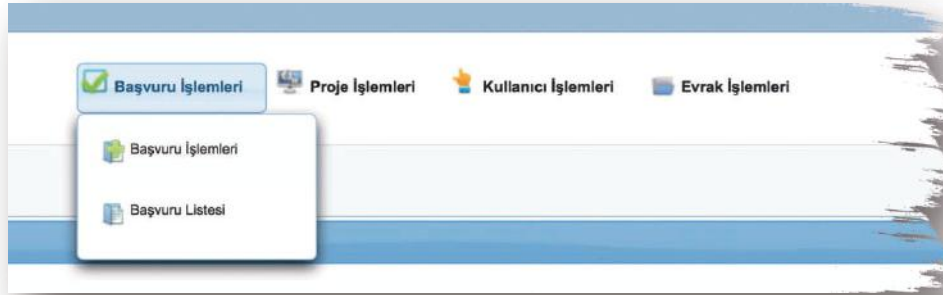 Başvuru İşlemleri Proje İşlemleri Kullanıcı İşlemleri Evrak İşlemleri
Başvuru İşlemleri
Başvuru Listesi